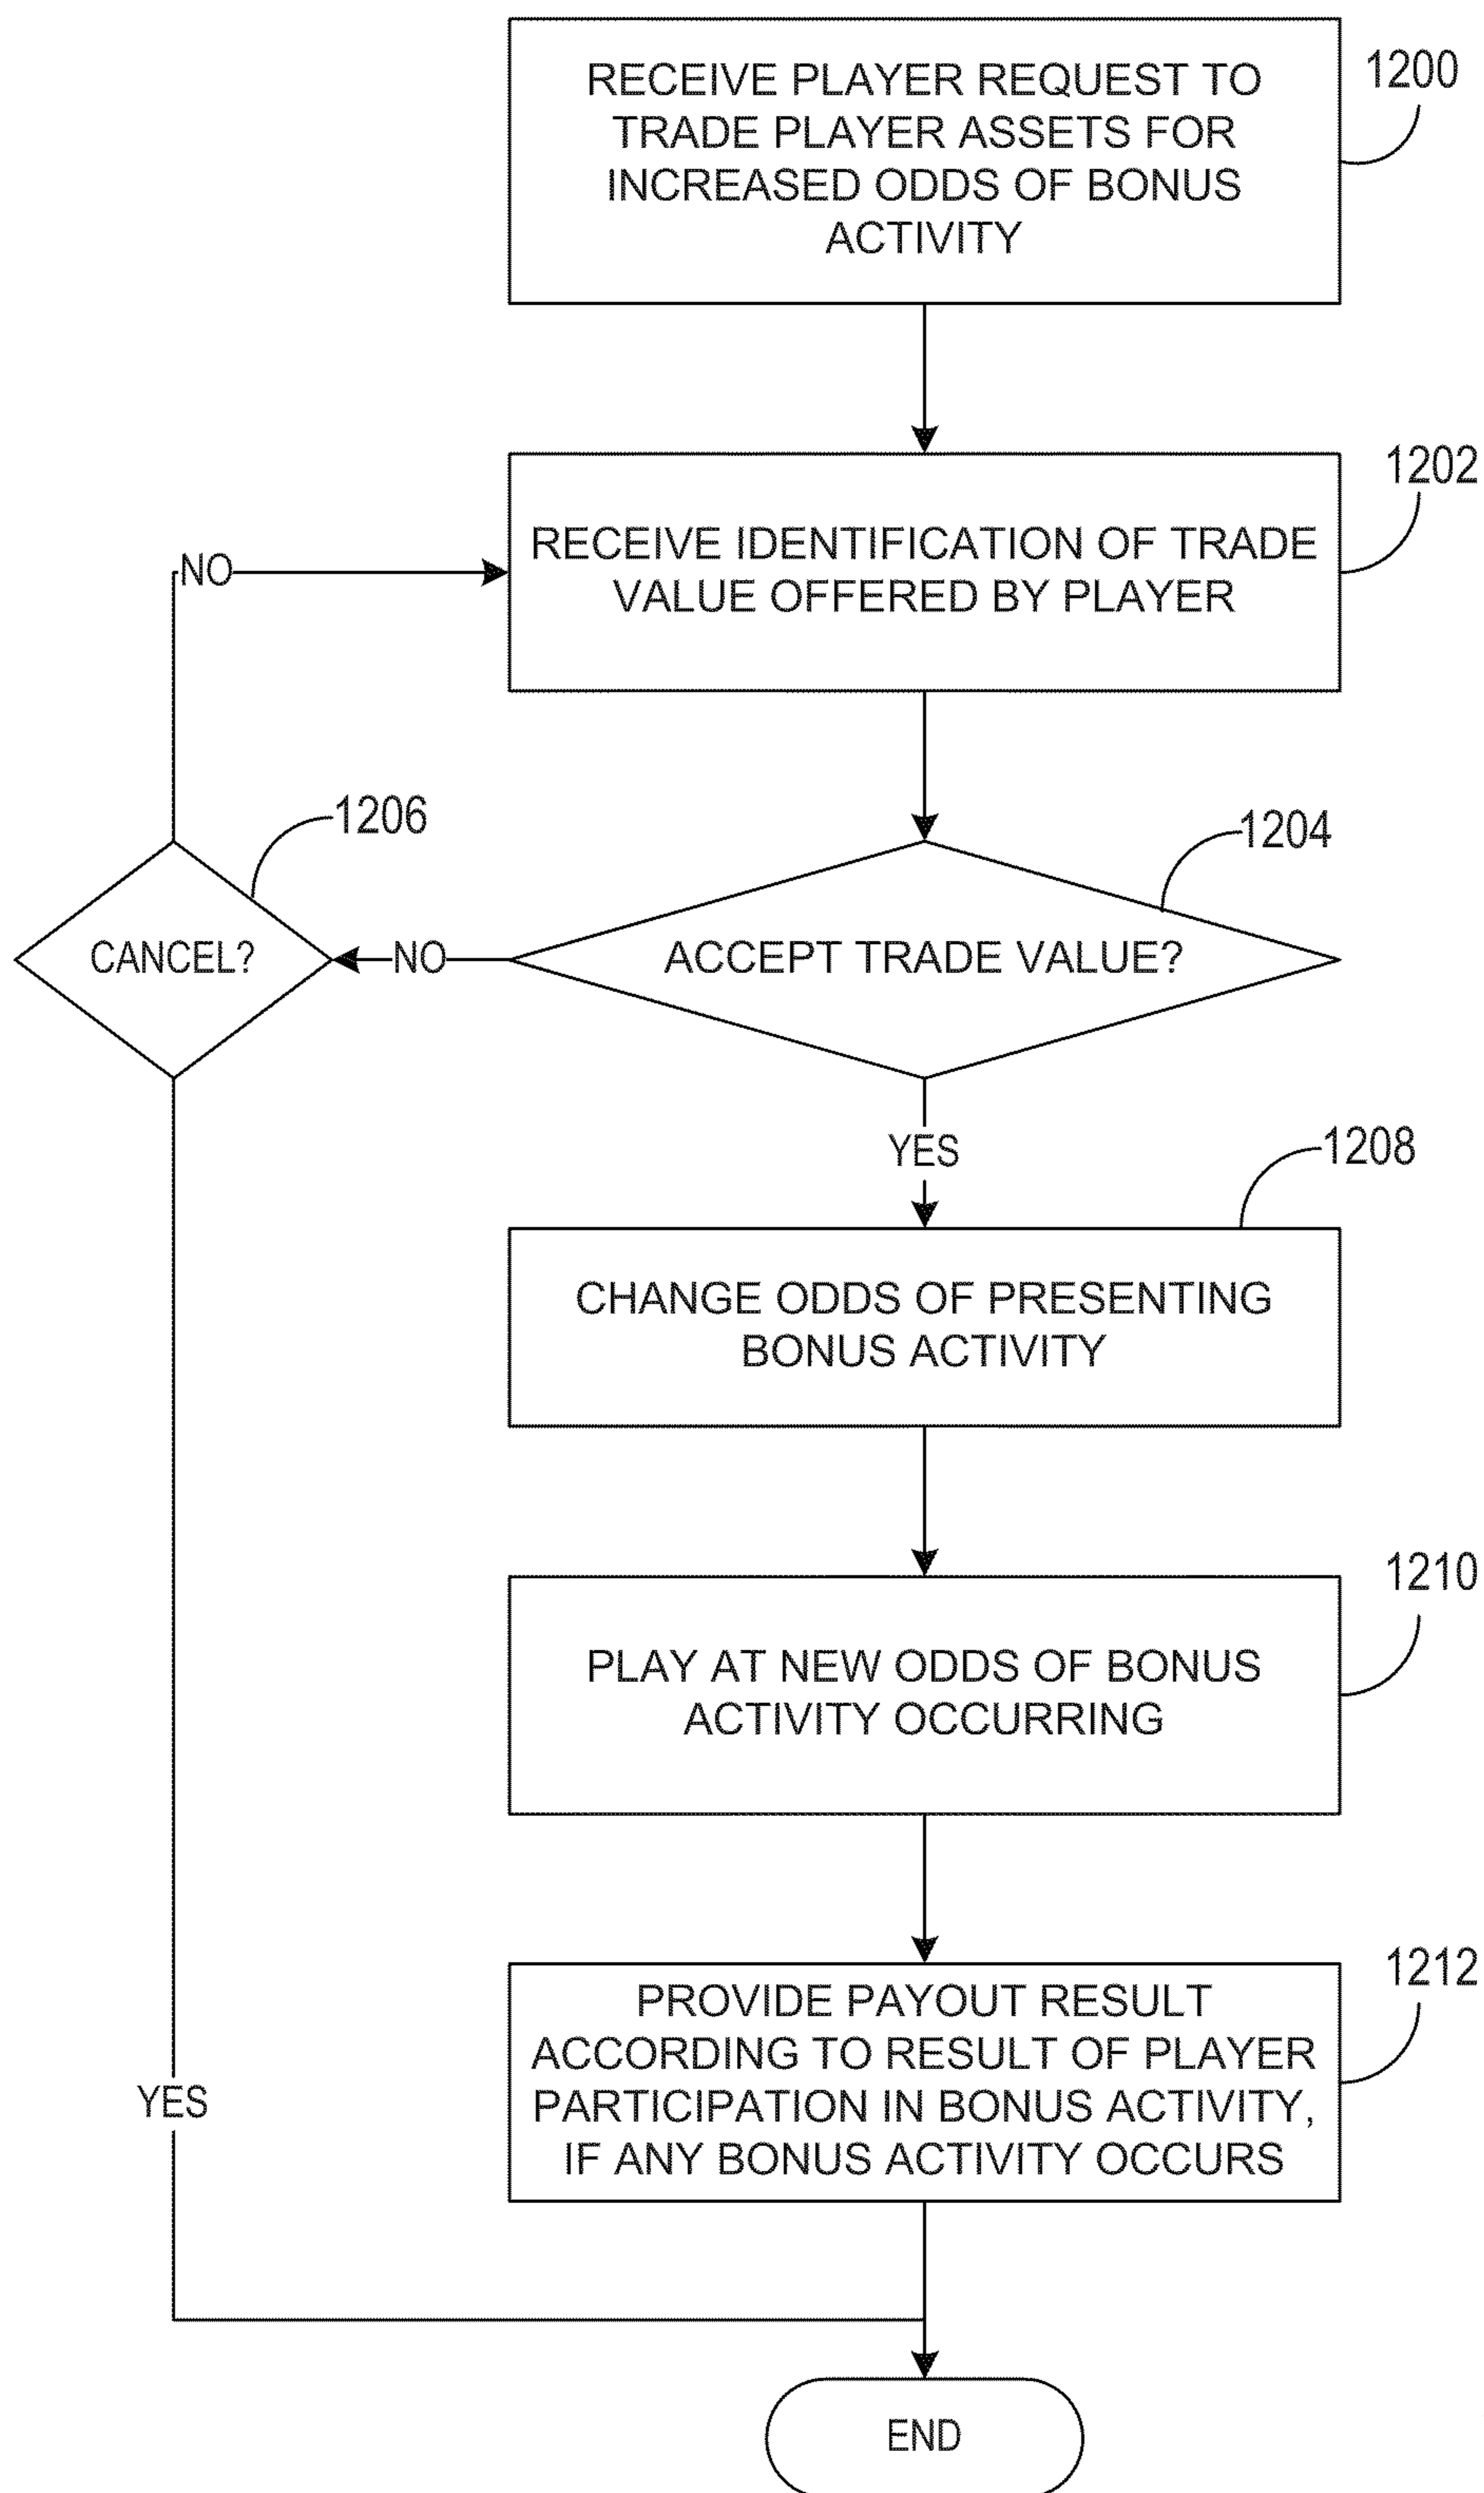 RECEIVE PLAYER REQUEST TO
TRADE PLAYER ASSETS FOR
INCREASED ODDS OF BONUS
ACTIVITY
1200
RECEIVE IDENTIFICATION OF TRADE
VALUE OFFERED BY PLAYER
1202
NO
1206
CANCEL?
NO
ACCEPT TRADE VALUE?
1204
YES
1208
CHANGE ODDS OF PRESENTING
BONUS ACTIVITY
1210
PLAY AT NEW ODDS OF BONUS
ACTIVITY OCCURRING
1212
PROVIDE PAYOUT RESULT
ACCORDING TO RESULT OF PLAYER
PARTICIPATION IN BONUS ACTIVITY,
IF ANY BONUS ACTIVITY OCCURS
YES
END